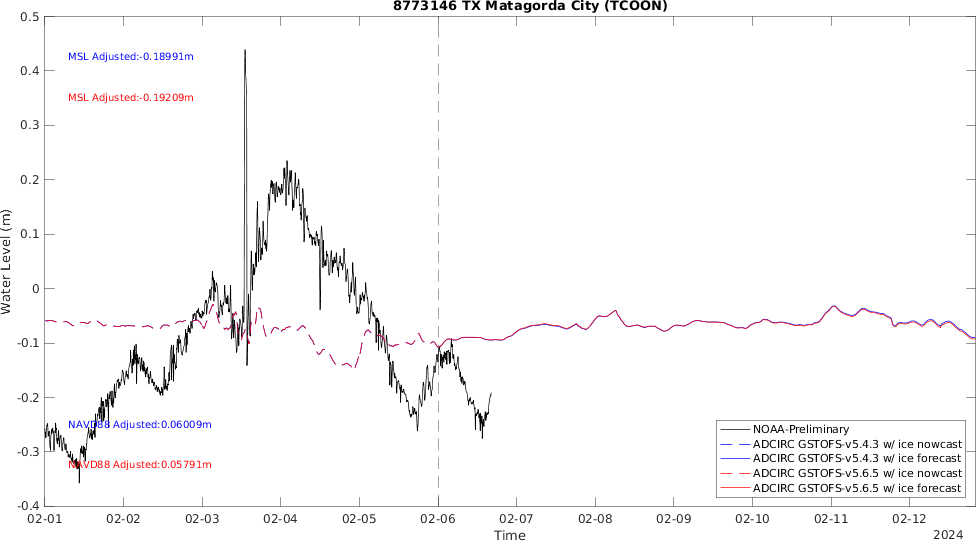 8773146 TX Matagorda City (TCOON)
0.5
0.4
0.3
0.2
0.1
0
-0.1
-0.2
-0.3
-0.4
Water Level (m)
MSL Adjusted:-0.18991m
MSL Adjusted:-0.19209m
NAVD88 Adjusted:0.06009m
NAVD88 Adjusted:0.05791m
NOAA-Preliminary
ADCIRC GSTOFS-v5.4.3 w/ ice nowcast
ADCIRC GSTOFS-v5.4.3 w/ ice forecast
ADCIRC GSTOFS-v5.6.5 w/ ice nowcast
ADCIRC GSTOFS-v5.6.5 w/ ice forecast
02-01 02-02 02-03 02-04 02-05 02-06 02-07 02-08 02-09 02-10 02-11 02-12
Time
2024